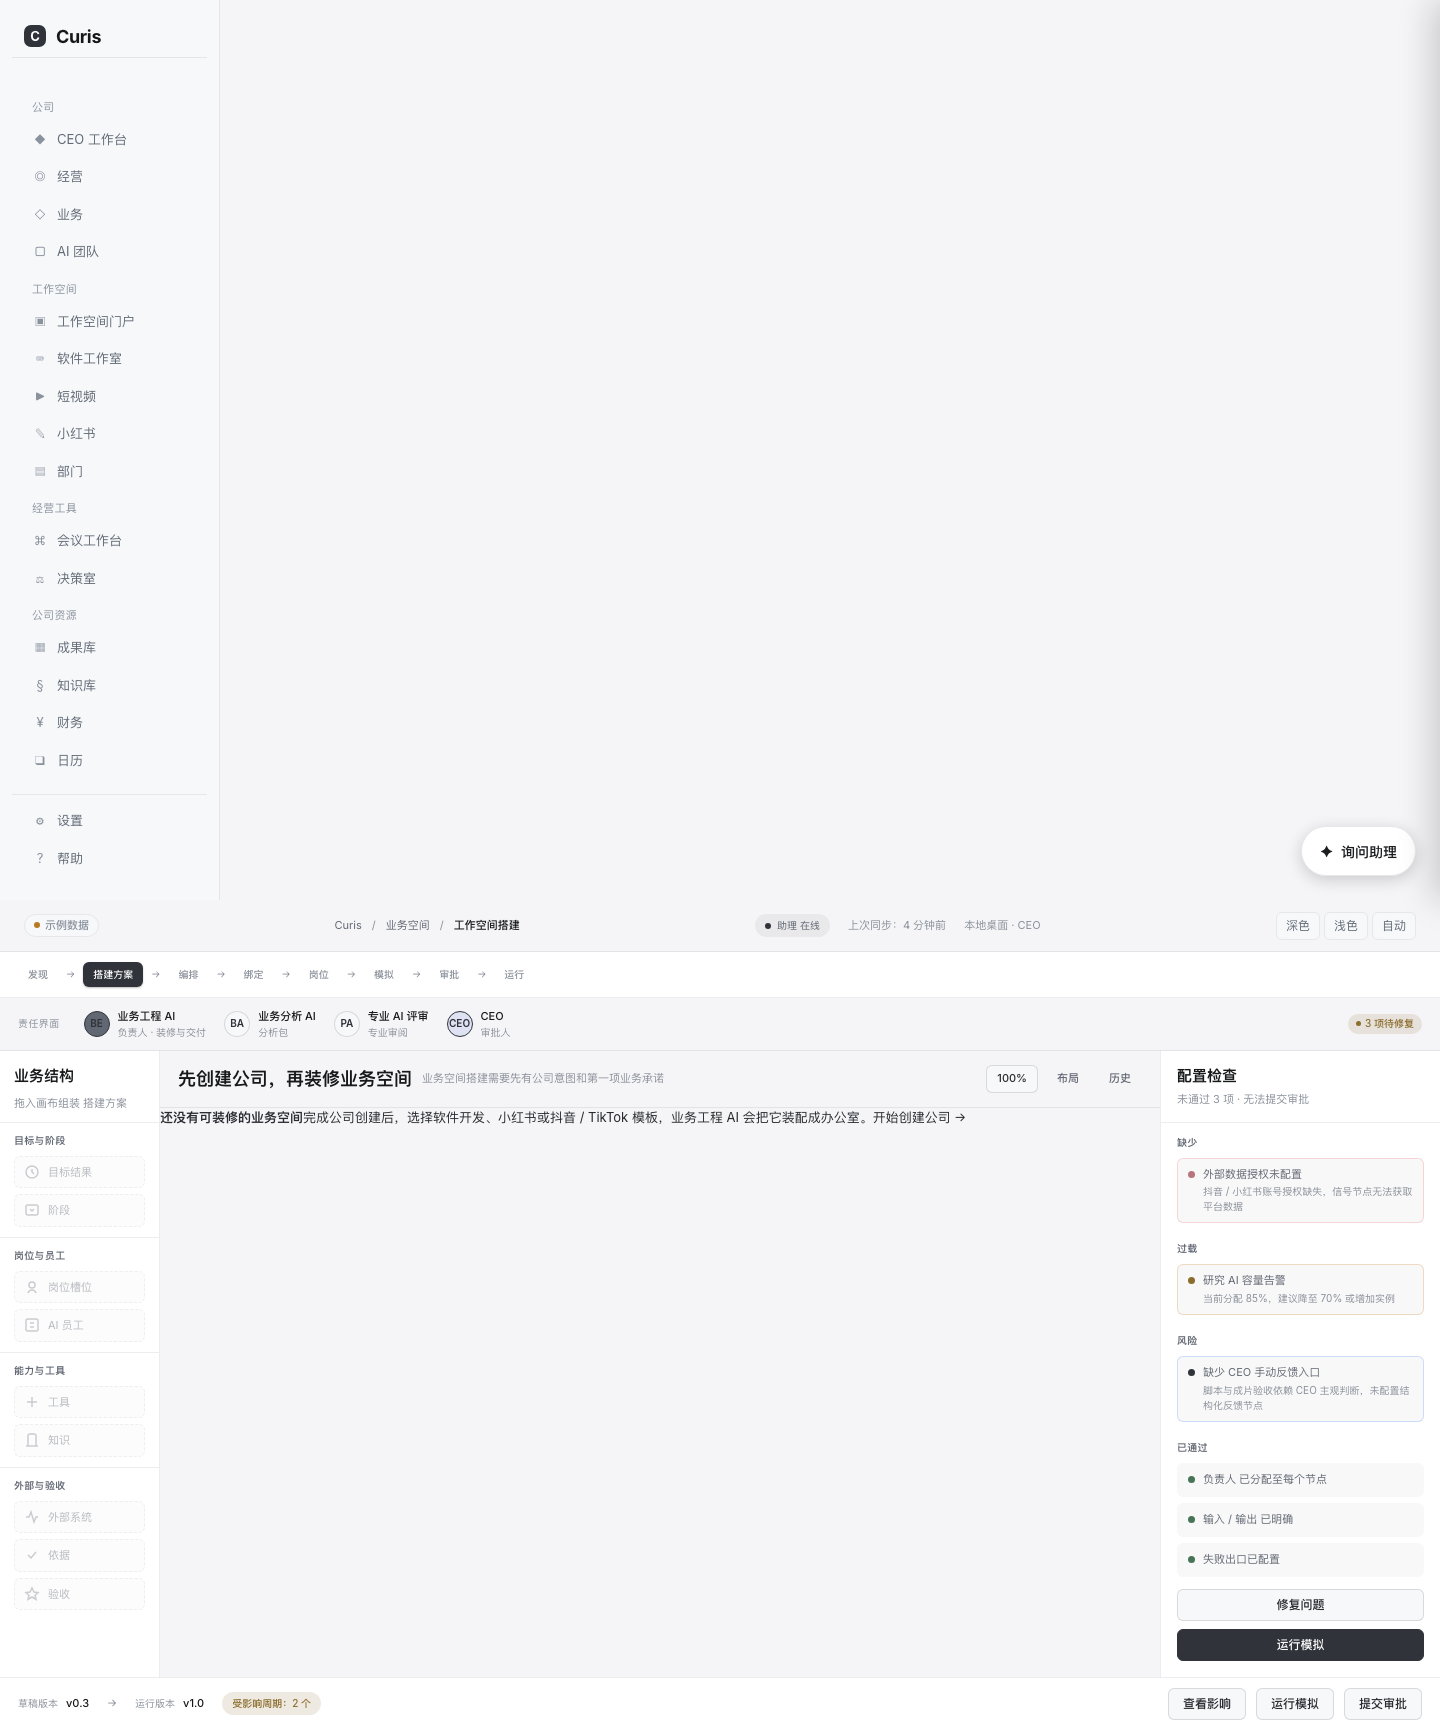 C Curis
公司
CEO 工作台
经营
业务
AI 团队
工作空间
工作空间门户
软件工作室
短视频
小红书
部门
经营工具
会议工作台
决策室
公司资源
成果库
§ 知识库
¥ 财务
日历
设置
? 帮助
询问助理
示例数据
Curis / 业务空间 / 工作空间搭建
助理 在线
上次同步：4 分钟前
本地桌面 · CEO
深色
浅色
自动
发现 → 搭建方案 → 编排 → 绑定 → 岗位 → 模拟 → 审批 → 运行
责任界面
BE 业务工程 AI
负责人 · 装修与交付
BA 业务分析 AI
分析包
PA 专业 AI 评审
专业审阅
CEO CEO
审批人
3 项待修复
业务结构
拖入画布组装 搭建方案
目标与阶段
目标结果
阶段
岗位与员工
岗位槽位
AI 员工
能力与工具
工具
知识
外部与验收
外部系统
依据
验收
先创建公司，再装修业务空间 业务空间搭建需要先有公司意图和第一项业务承诺
100%
布局
历史
还没有可装修的业务空间完成公司创建后，选择软件开发、小红书或抖音 / TikTok 模板，业务工程 AI 会把它装配成办公室。开始创建公司 →
配置检查
未通过 3 项 · 无法提交审批
缺少
外部数据授权未配置
抖音 / 小红书账号授权缺失，信号节点无法获取
平台数据
过载
研究 AI 容量告警
当前分配 85%，建议降至 70% 或增加实例
风险
缺少 CEO 手动反馈入口
脚本与成片验收依赖 CEO 主观判断，未配置结
构化反馈节点
已通过
负责人 已分配至每个节点
输入 / 输出 已明确
失败出口已配置
修复问题
运行模拟
草稿版本 v0.3 → 运行版本 v1.0 受影响周期：2 个
查看影响
运行模拟
提交审批